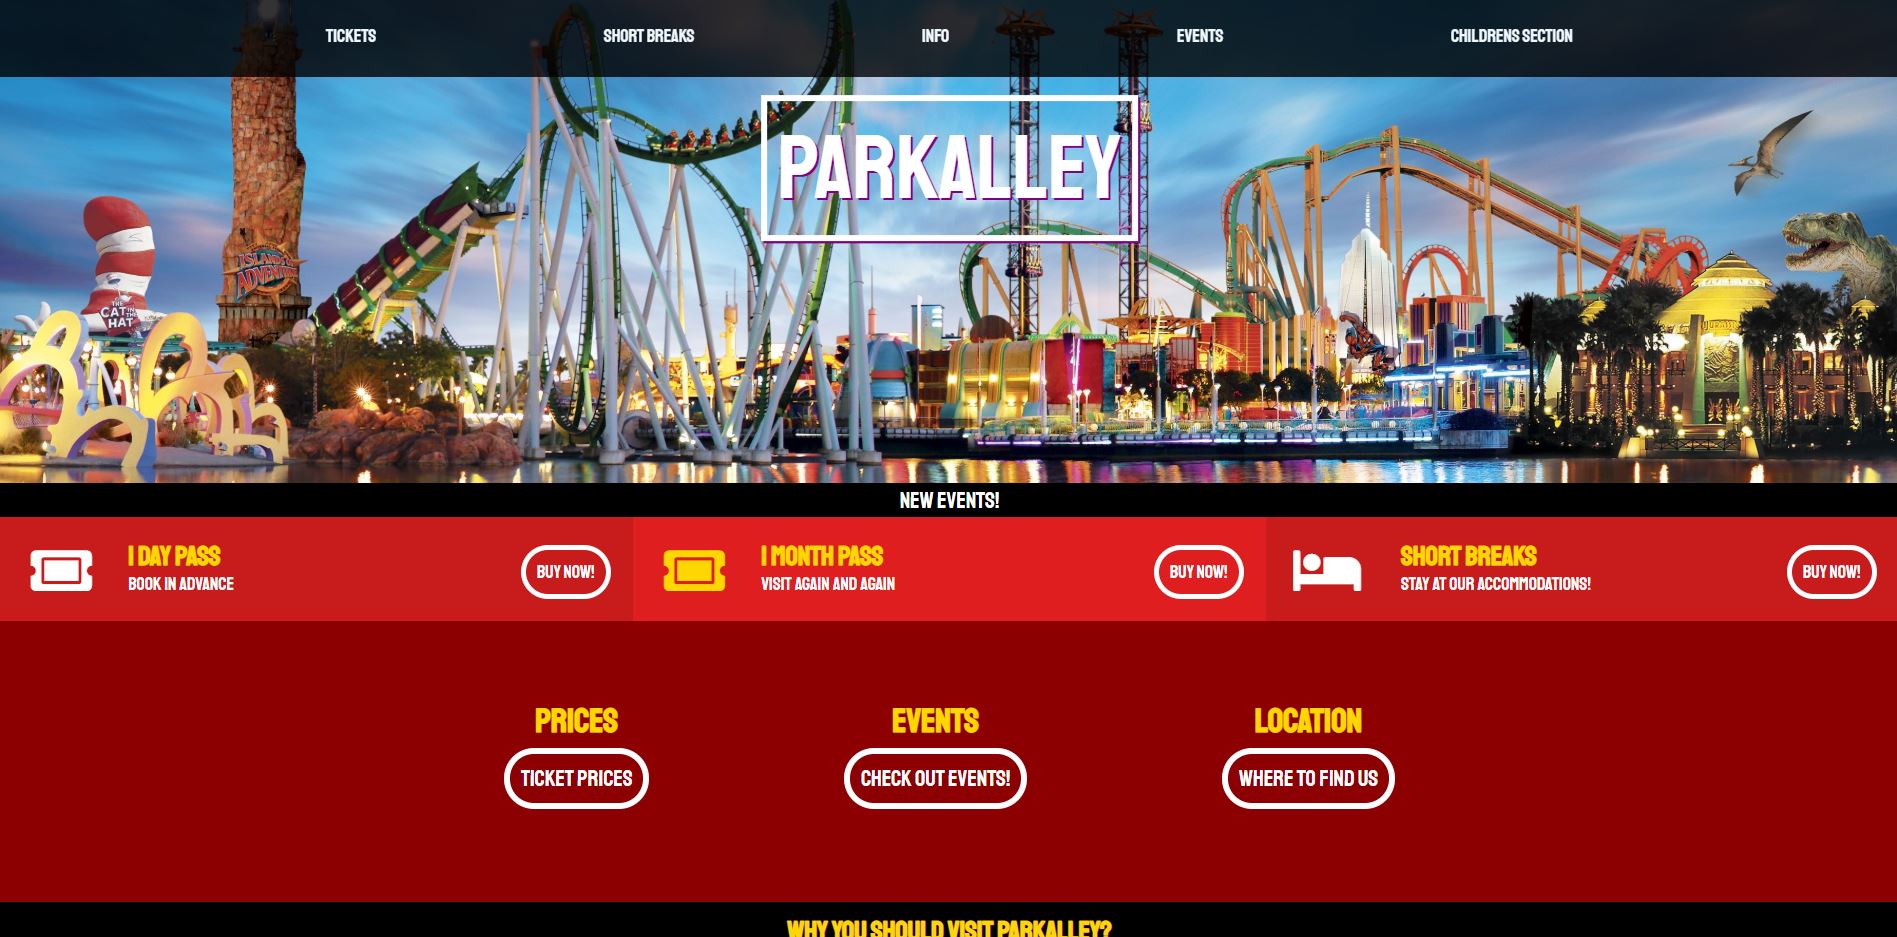 TICKETS
SHORT BREAKS
INFO
EVENTS
CHILDRENS SECTION
PARKALLEY
ISLANDS
ADVENTURE
THE
CAT IN THE
HAT
NEW EVENTS!
1 DAY PASS
BOOK IN ADVANCE
BUY NOW!
1 MONTH PASS
VISIT AGAIN AND AGAIN
BUY NOW!
SHORT BREAKS
STAY AT OUR ACCOMMODATIONS!
BUY NOW!
PRICES
TICKET PRICES
EVENTS
CHECK OUT EVENTS!
LOCATION
WHERE TO FIND US
WHY YOU SHOULD VISIT PARKALLEY?